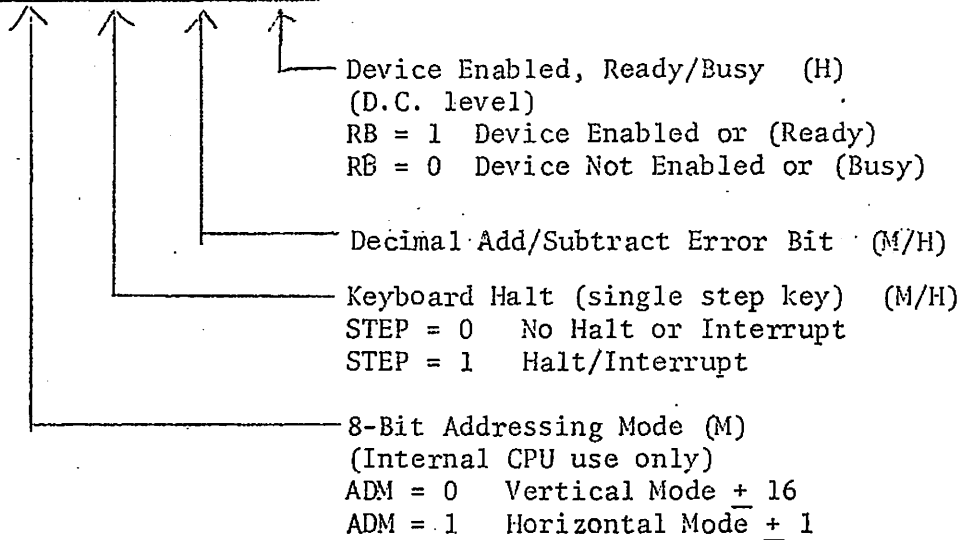 Device Enabled, Ready/Busy (H)
(D.C. level)
RB = 1 Device Enabled or (Ready)
RB = 0 Device Not Enabled or (Busy)
Decimal Add/Subtract Error Bit (M/H)
Keyboard Halt (single step key) (M/H)
STEP = 0 No Halt or Interrupt
STEP = 1 Halt/Interrupt
8-Bit Addressing Mode (M)
(Internal CPU use only)
ADM = 0 Vertical Mode ± 16
ADM = 1 Horizontal Mode ± 1